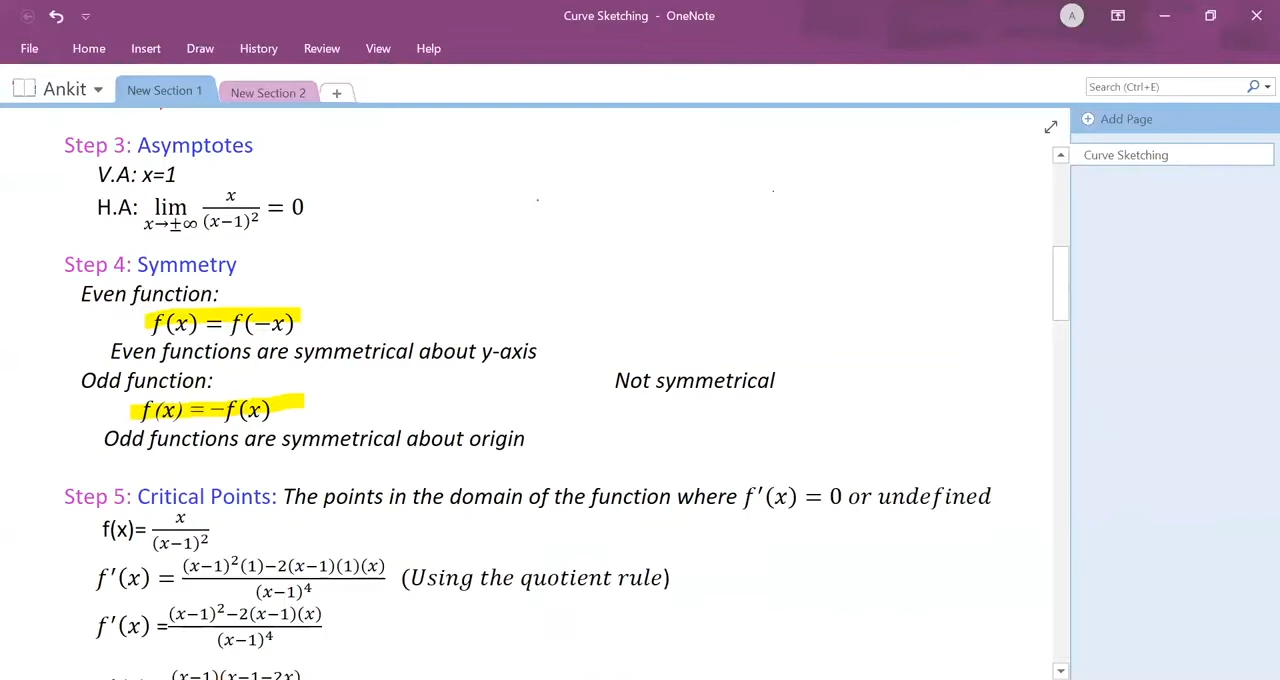 Curve Sketching - OneNote
A
File Home Insert Draw History Review View Help
Ankit
New Section 1
New Section 2
Search (Ctrl+E)
Add Page
Curve Sketching
Step 3: Asymptotes
V.A: x=1
H.A: lim x→±∞ x/(x−1)² = 0
Step 4: Symmetry
Even function:
f(x) = f(−x)
Even functions are symmetrical about y-axis
Odd function:
Not symmetrical
f(x) = −f(x)
Odd functions are symmetrical about origin
Step 5: Critical Points: The points in the domain of the function where f′(x) = 0 or undefined
f(x)= x/(x−1)²
f′(x) = (x−1)²(1)−2(x−1)(1)(x)/(x−1)⁴ (Using the quotient rule)
f′(x) = (x−1)²−2(x−1)(x)/(x−1)⁴
(x−1)(x−1−2x)